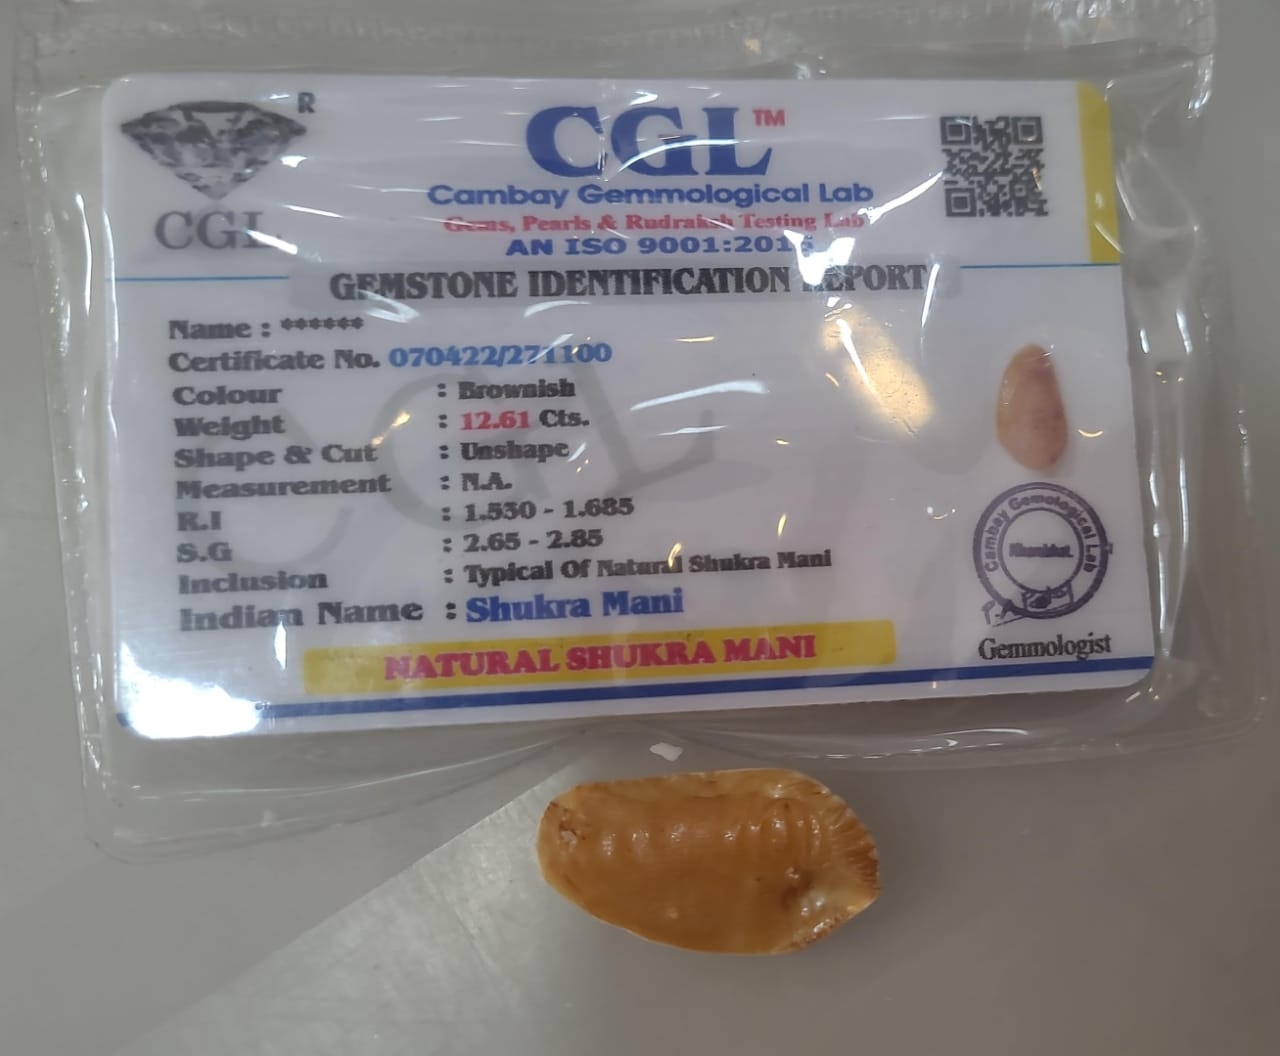 R
CGL
CGL™
Cambay Gemmological Lab
Gems, Pearls & Rudraksh Testing Lab
AN ISO 9001:2015
GEMSTONE IDENTIFICATION REPORT
Name : ******
Certificate No. 070422/271100
Colour : Brownish
Weight : 12.61 Cts.
Shape & Cut : Unshape
Measurement : N.A.
R.I : 1.530 - 1.685
S.G : 2.65 - 2.85
Inclusion : Typical Of Natural Shukra Mani
Indian Name : Shukra Mani
NATURAL SHUKRA MANI
CGL
Cambay Gemological Lab
Khambhat.
Gemmologist